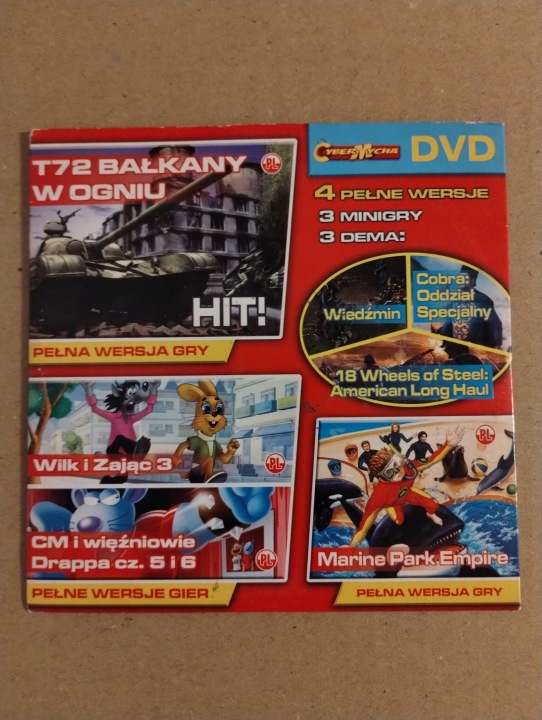 T72 BAŁKANY
W OGNIU
PL
HIT!
PEŁNA WERSJA GRY
CYBERMYCHA DVD
4 PEŁNE WERSJE
3 MINIGRY
3 DEMA:
Wiedźmin
Cobra:
Oddział
Specjalny
18 Wheels of Steel:
American Long Haul
Wilk i Zając 3
PL
CM i więźniowie
Drappa cz. 5 i 6
PL
PEŁNE WERSJE GIER
PL
Marine Park Empire
PEŁNA WERSJA GRY